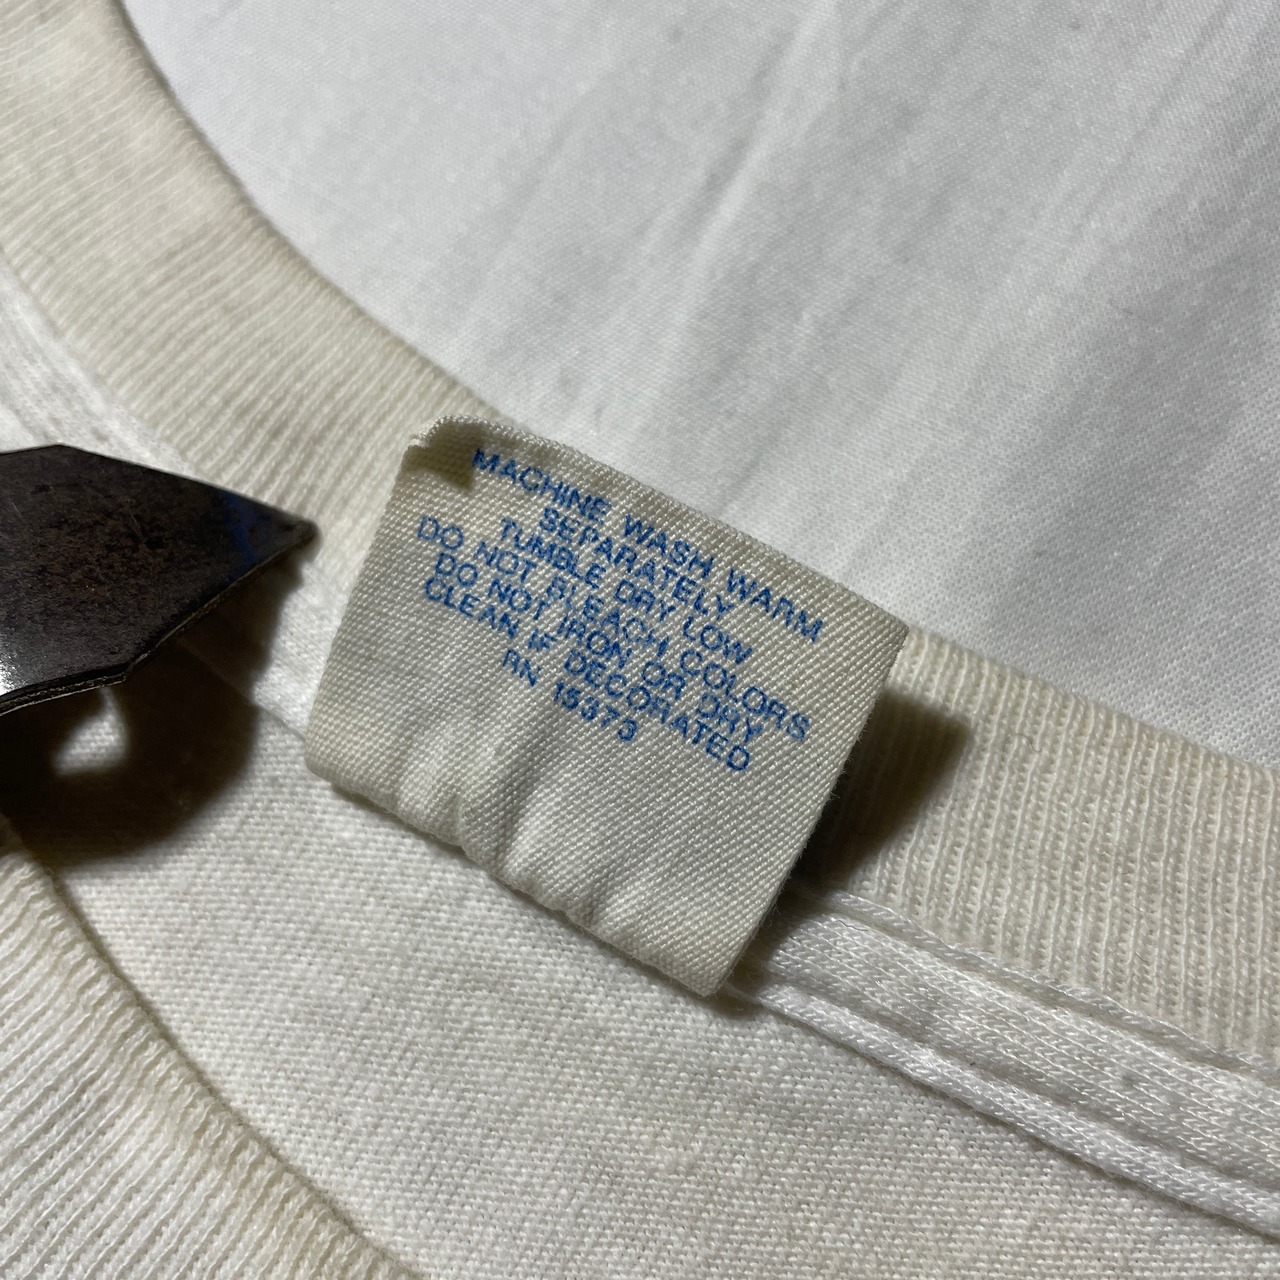 MACHINE WASH WARM
SEPARATELY
TUMBLE DRY LOW
DO NOT BLEACH COLORS
DO NOT IRON OR DRY
CLEAN IF DECORATED
RN 15373